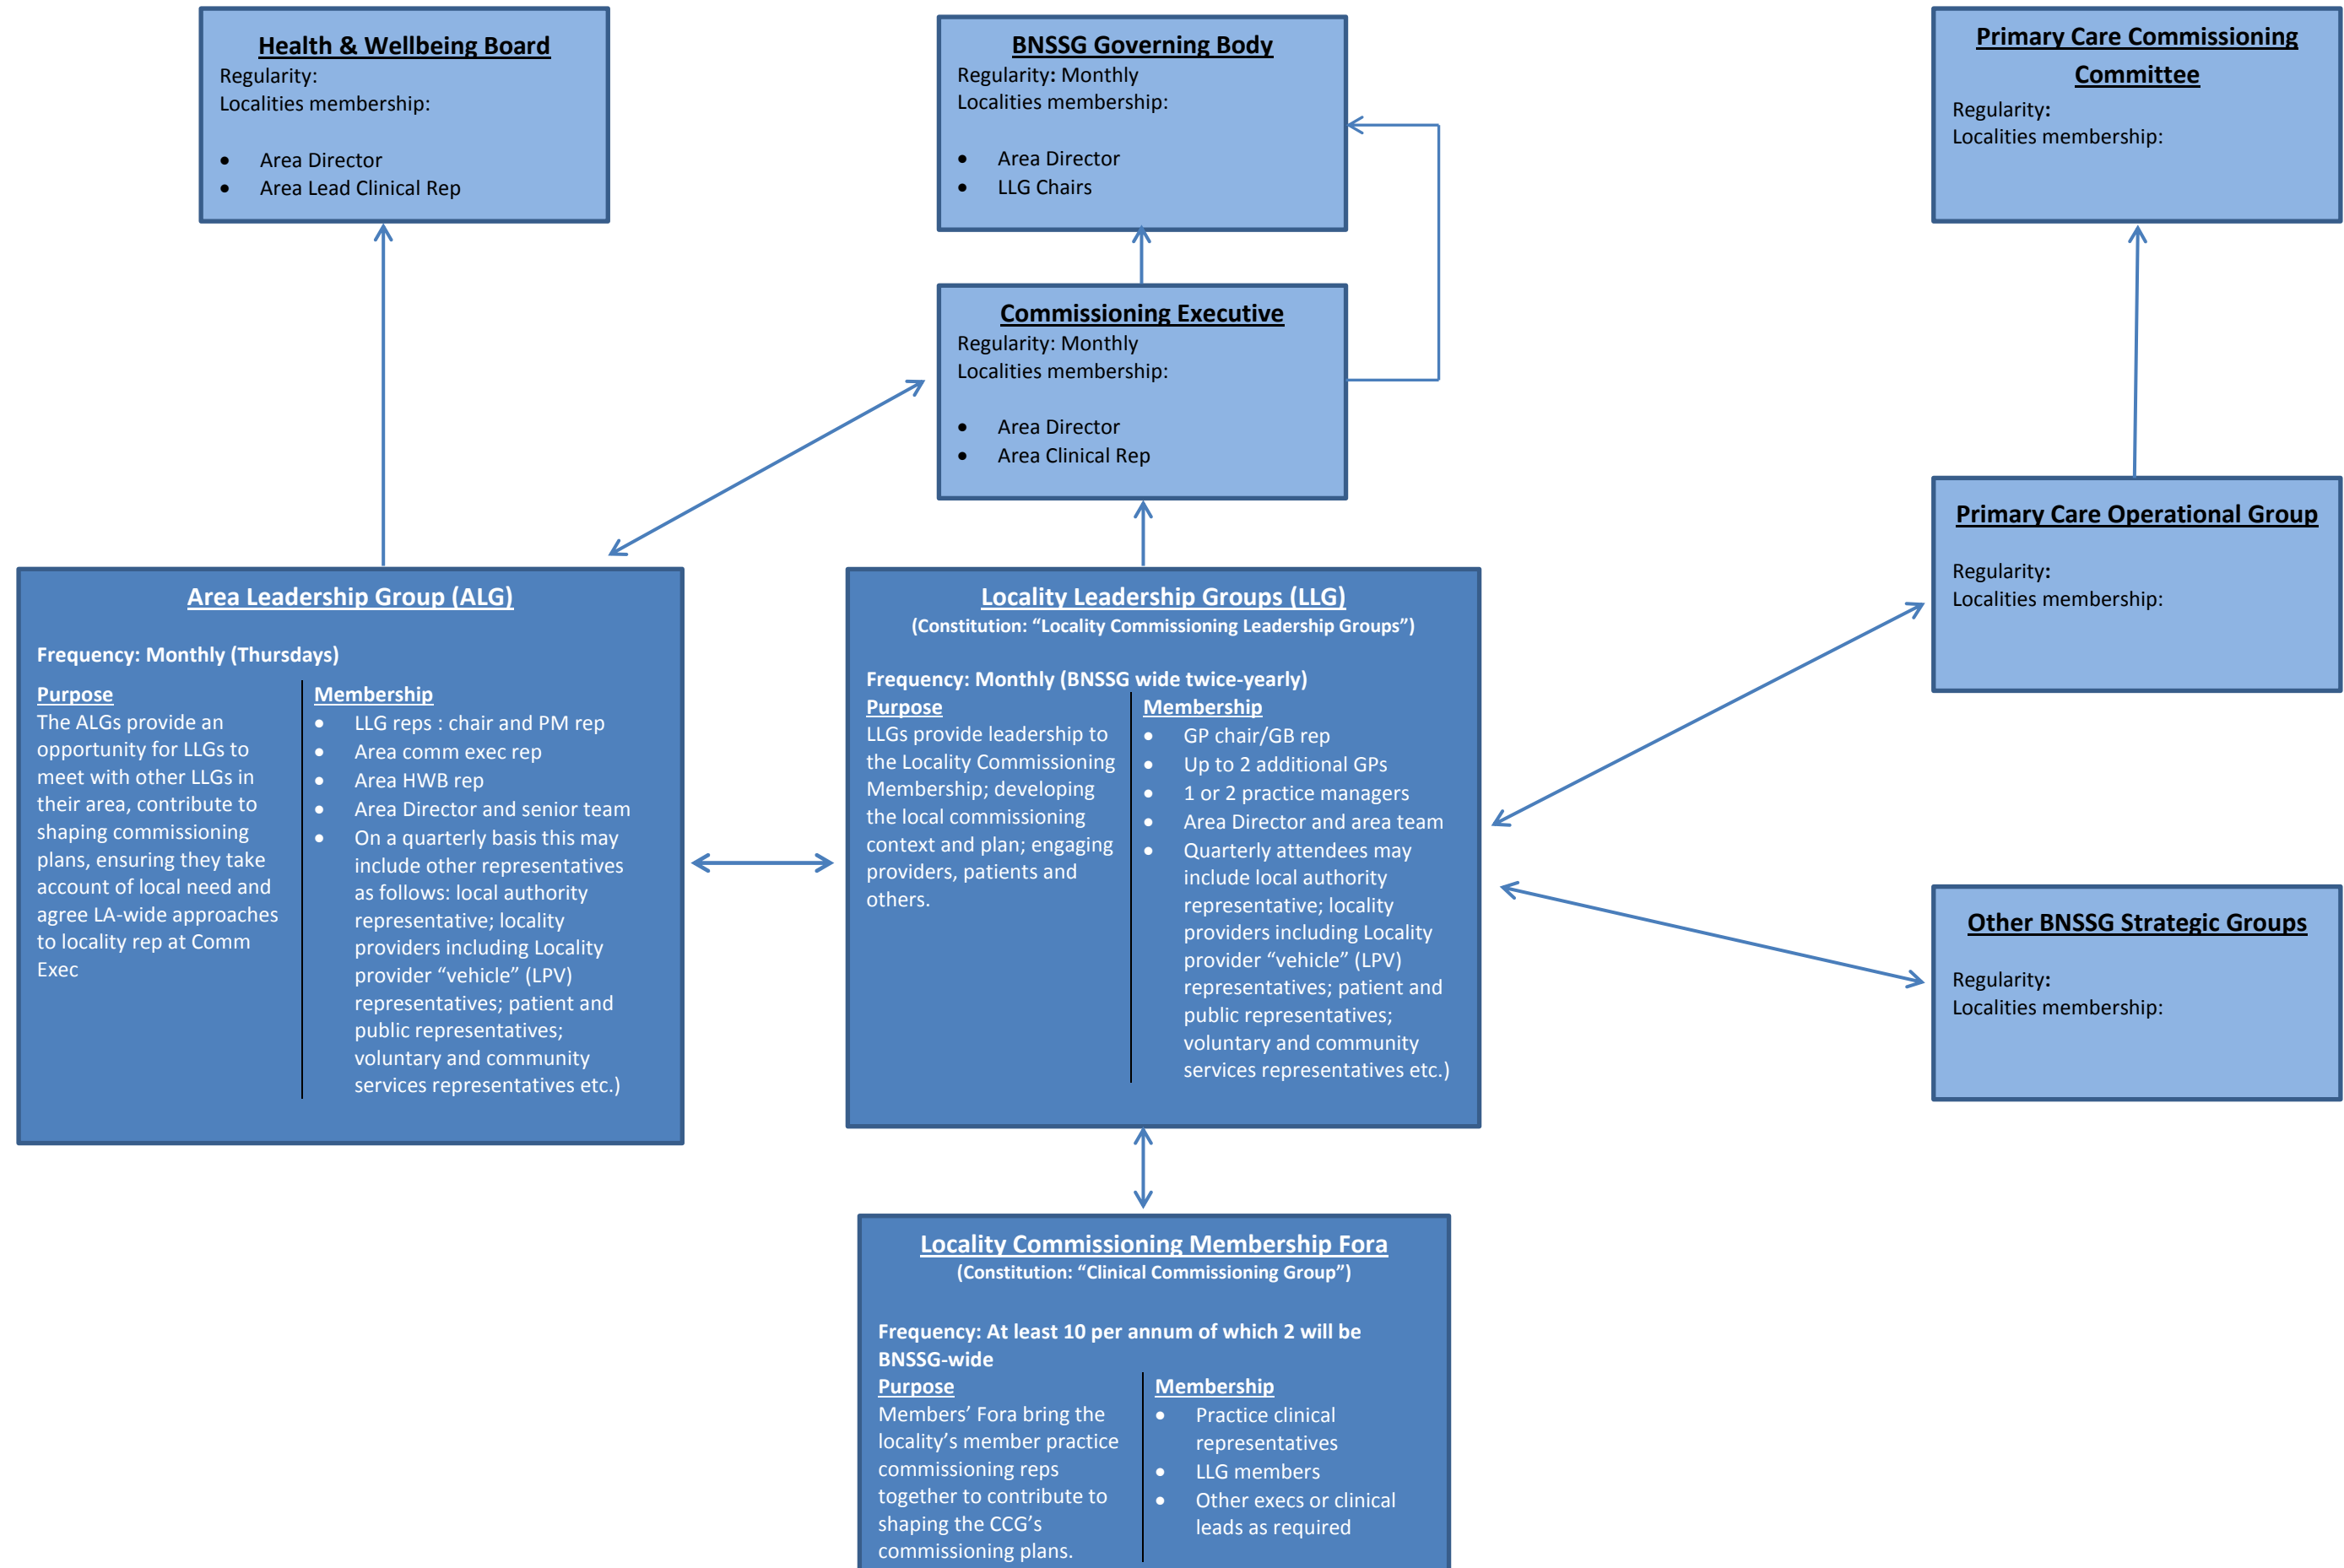 Health & Wellbeing Board
Regularity:
Localities membership:
• Area Director
• Area Lead Clinical Rep
BNSSG Governing Body
Regularity: Monthly
Localities membership:
• Area Director
• LLG Chairs
Primary Care Commissioning
Committee
Regularity:
Localities membership:
Commissioning Executive
Regularity: Monthly
Localities membership:
• Area Director
• Area Clinical Rep
Primary Care Operational Group
Regularity:
Localities membership:
Area Leadership Group (ALG)
Frequency: Monthly (Thursdays)
Purpose
The ALGs provide an
opportunity for LLGs to
meet with other LLGs in
their area, contribute to
shaping commissioning
plans, ensuring they take
account of local need and
agree LA-wide approaches
to locality rep at Comm
Exec
Membership
• LLG reps : chair and PM rep
• Area comm exec rep
• Area HWB rep
• Area Director and senior team
• On a quarterly basis this may
include other representatives
as follows: local authority
representative; locality
providers including Locality
provider “vehicle” (LPV)
representatives; patient and
public representatives;
voluntary and community
services representatives etc.)
Locality Leadership Groups (LLG)
(Constitution: “Locality Commissioning Leadership Groups”)
Frequency: Monthly (BNSSG wide twice-yearly)
Purpose
LLGs provide leadership to
the Locality Commissioning
Membership; developing
the local commissioning
context and plan; engaging
providers, patients and
others.
Membership
• GP chair/GB rep
• Up to 2 additional GPs
• 1 or 2 practice managers
• Area Director and area team
• Quarterly attendees may
include local authority
representative; locality
providers including Locality
provider “vehicle” (LPV)
representatives; patient and
public representatives;
voluntary and community
services representatives etc.)
Other BNSSG Strategic Groups
Regularity:
Localities membership:
Locality Commissioning Membership Fora
(Constitution: “Clinical Commissioning Group”)
Frequency: At least 10 per annum of which 2 will be
BNSSG-wide
Purpose
Members’ Fora bring the
locality’s member practice
commissioning reps
together to contribute to
shaping the CCG’s
commissioning plans.
Membership
• Practice clinical
representatives
• LLG members
• Other execs or clinical
leads as required